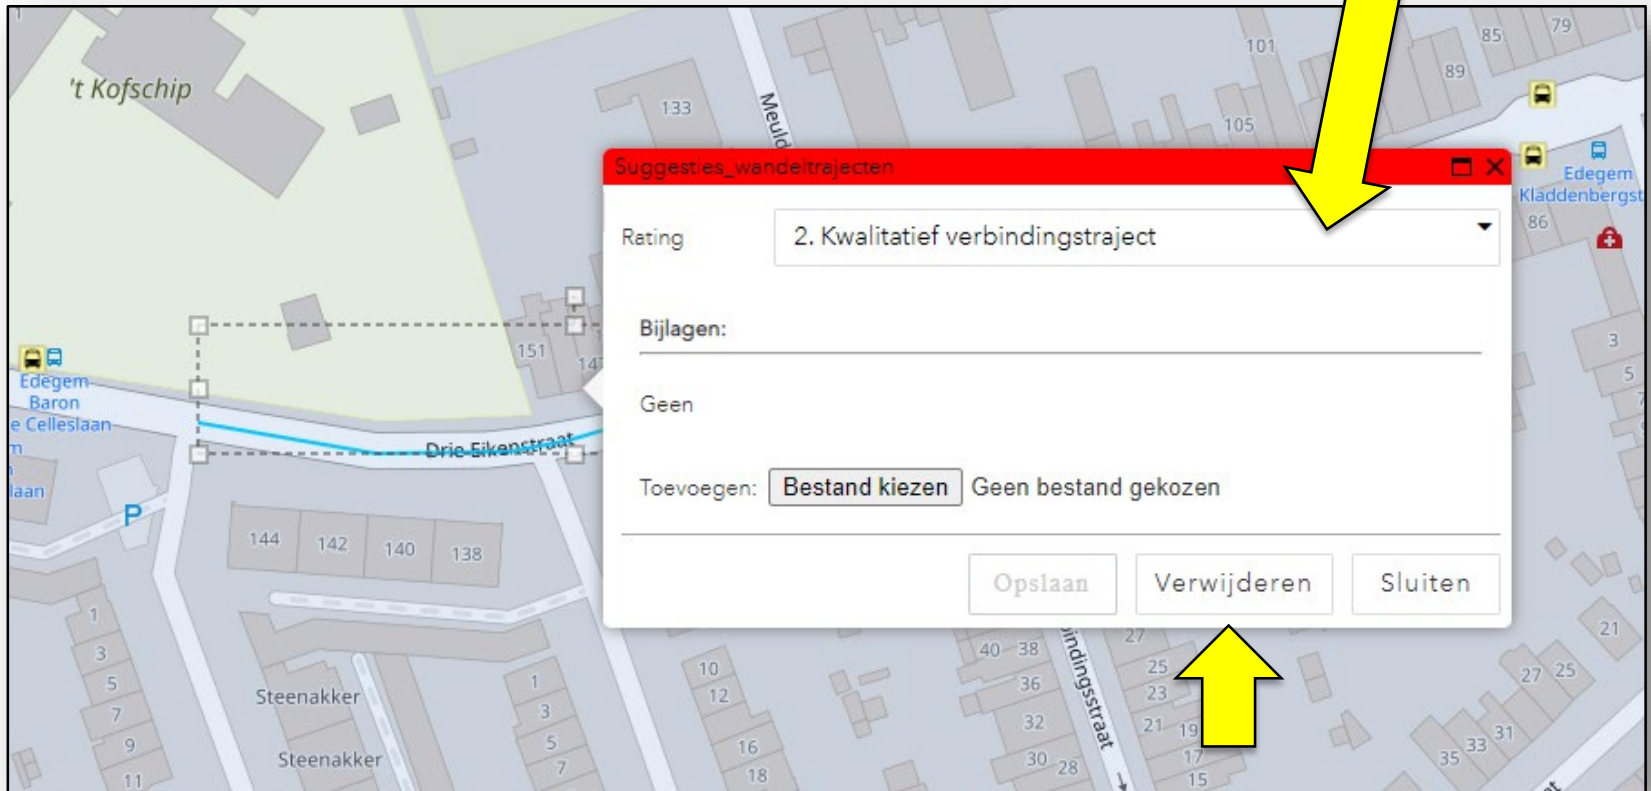 't Kofschip
133
Meuld
101
85
79
89
105
Edegem
Kladdenbergst
86
Suggesties_wandeltrajecten
Rating
2. Kwalitatief verbindingstraject
Bijlagen:
Geen
Toevoegen: Bestand kiezen Geen bestand gekozen
Opslaan Verwijderen Sluiten
151
14
3
5
Edegem
Baron
e Celleslaan
laan
Drie Eikenstraat
P
144 142 140 138
1
3
5
7
9
11
Steenakker
Steenakker
1
3
5
7
10
12
16
18
40 38
36
32
30 28
bindingsstraat
27
25
23
21 19
17
15
21
27 25
35 33 31